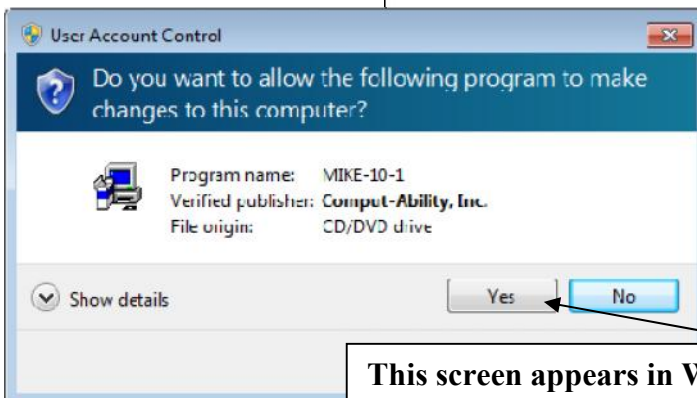 User Account Control
Do you want to allow the following program to make
changes to this computer?
Program name: MIKE-10-1
Verified publisher: Comput-Ability, Inc.
File origin: CD/DVD drive
Show details
Yes No
This screen appears in